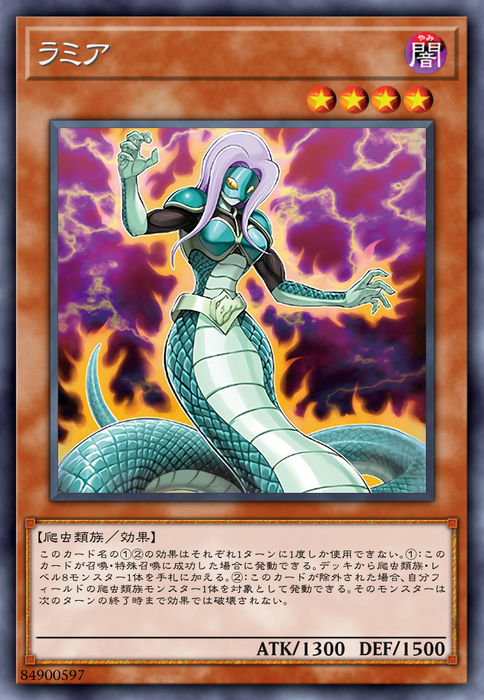 ラミア
やみ
闇
【爬虫類族／効果】
このカード名の①②の効果はそれぞれ1ターンに1度しか使用できない。①：この
カードが召喚・特殊召喚に成功した場合に発動できる。デッキから爬虫類族・レ
ベル8モンスター1体を手札に加える。②：このカードが除外された場合、自分フ
ィールドの爬虫類族モンスター1体を対象として発動できる。そのモンスターは
次のターンの終了時まで効果では破壊されない。
ATK/1300 DEF/1500
84900597